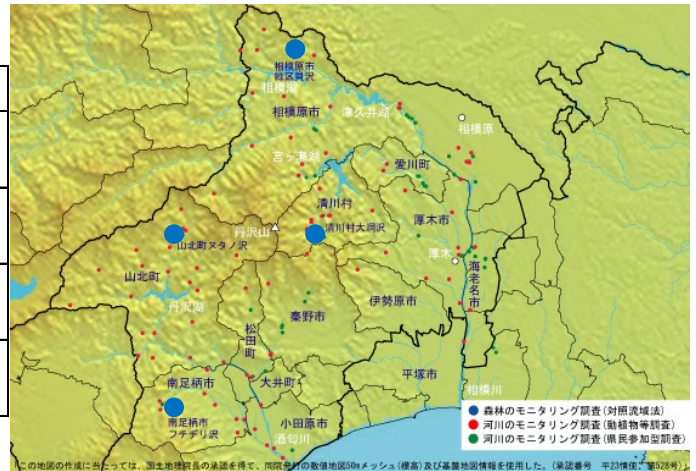 相模原市
緑区貝沢
相模湖
相模原市
津久井湖
相模原
宮ヶ瀬湖
愛川町
清川村
丹沢山
清川村大洞沢
厚木市
山北町ヌタノ沢
厚木
海老名市
山北町
丹沢湖
伊勢原市
秦野市
松田町
平塚市
南足柄市
大井町
相模川
南足柄市
フチヂリ沢
小田原市
酒匂川
森林のモニタリング調査(対照流域法)
河川のモニタリング調査(動植物等調査)
河川のモニタリング調査(県民参加型調査)
この地図の作成に当たっては、国土地理院長の承認を得て、同院発行の数値地図50mメッシュ(標高)及び基盤地図情報を使用した。(承認番号 平23情使、第528号)